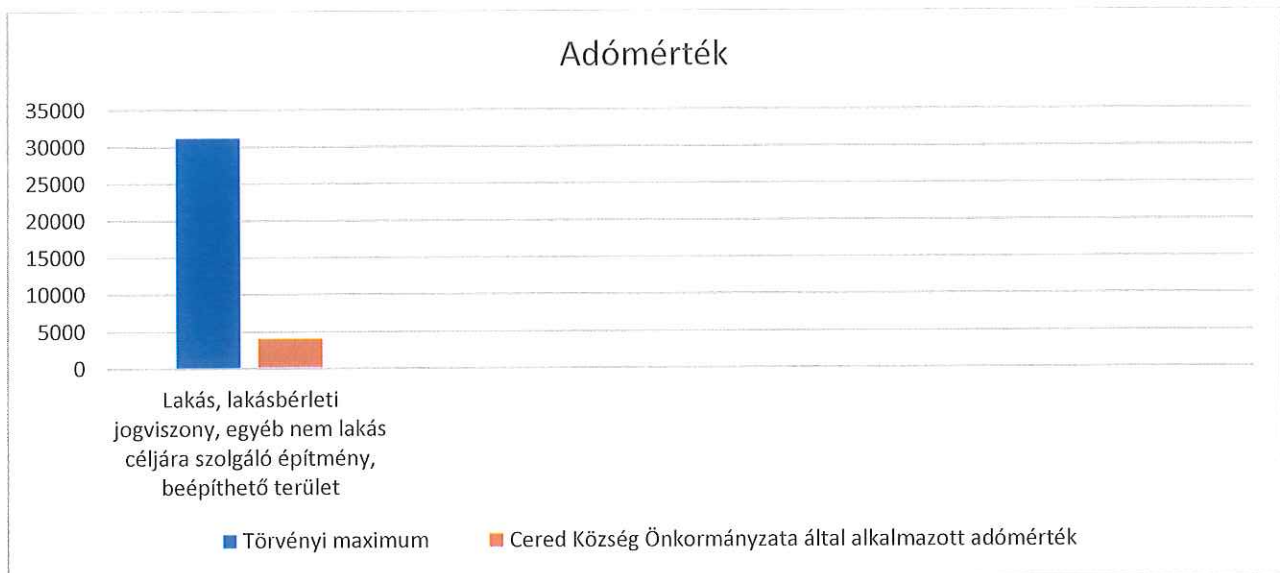 Adómérték
35000
30000
25000
20000
15000
10000
5000
0
Lakás, lakásbérleti
jogviszony, egyéb nem lakás
céljára szolgáló építmény,
beépíthető terület
Törvényi maximum
Cered Község Önkormányzata által alkalmazott adómérték